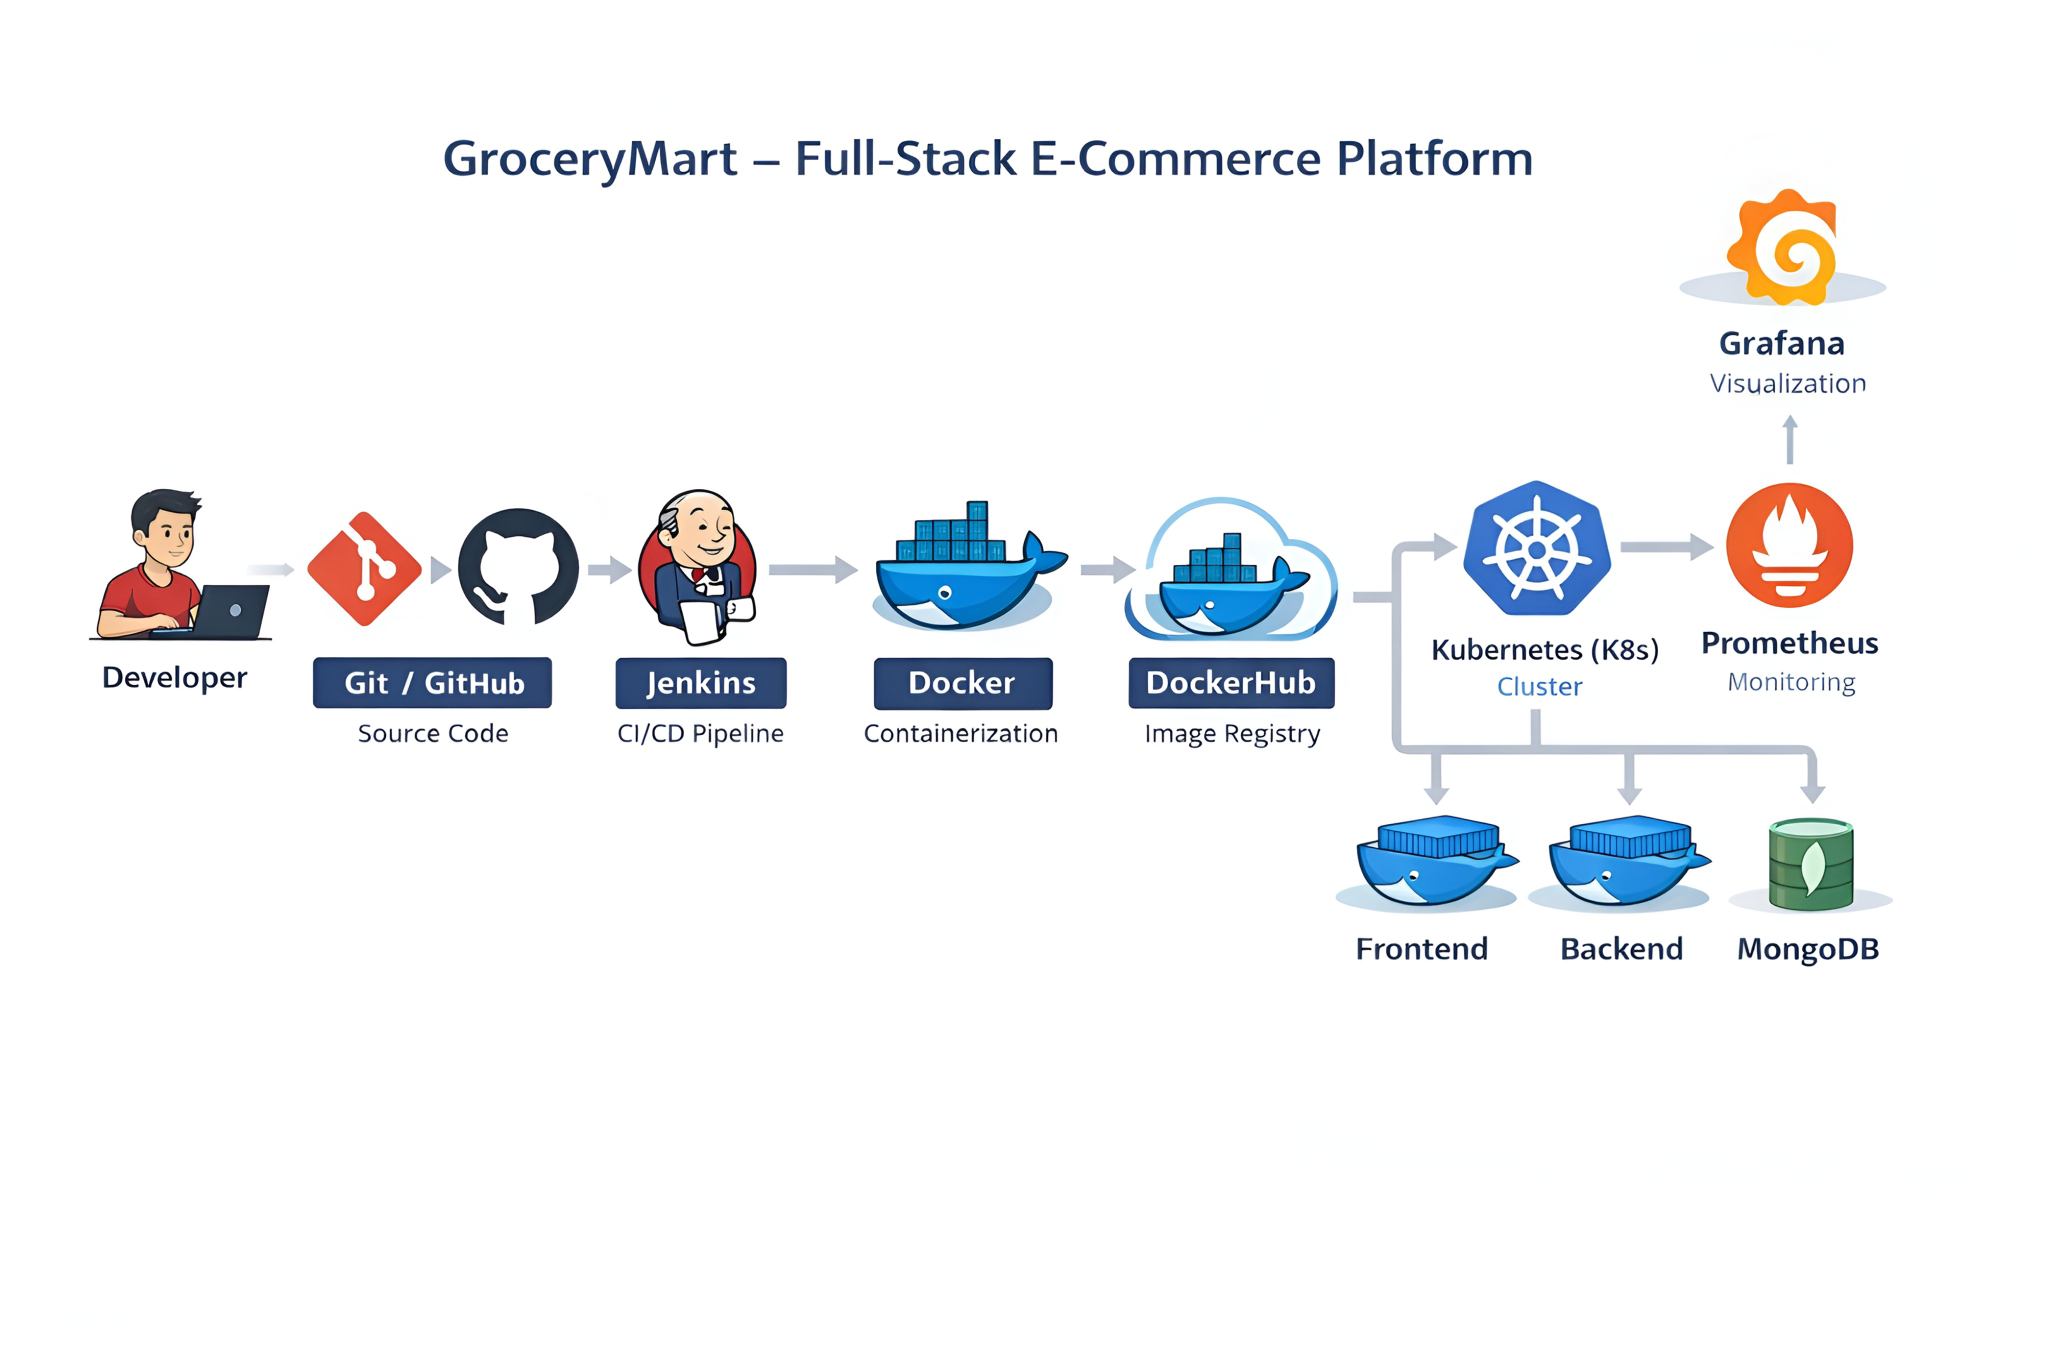 GroceryMart – Full-Stack E-Commerce Platform
Grafana
Visualization
Developer
Git / GitHub
Source Code
Jenkins
CI/CD Pipeline
Docker
Containerization
DockerHub
Image Registry
Kubernetes (K8s)
Cluster
Prometheus
Monitoring
Frontend
Backend
MongoDB